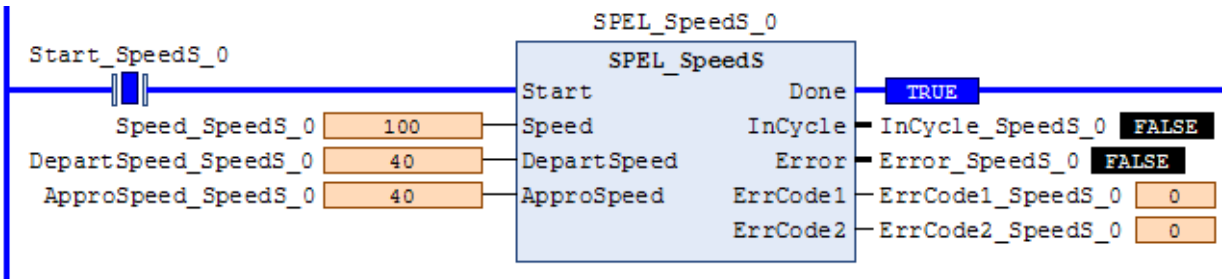 SPEL_SpeedS_0
Start_SpeedS_0 SPEL_SpeedS
Start Done TRUE
Speed_SpeedS_0 100 Speed InCycle InCycle_SpeedS_0 FALSE
DepartSpeed_SpeedS_0 40 DepartSpeed Error Error_SpeedS_0 FALSE
ApproSpeed_SpeedS_0 40 ApproSpeed ErrCode1 ErrCode1_SpeedS_0 0
ErrCode2 ErrCode2_SpeedS_0 0